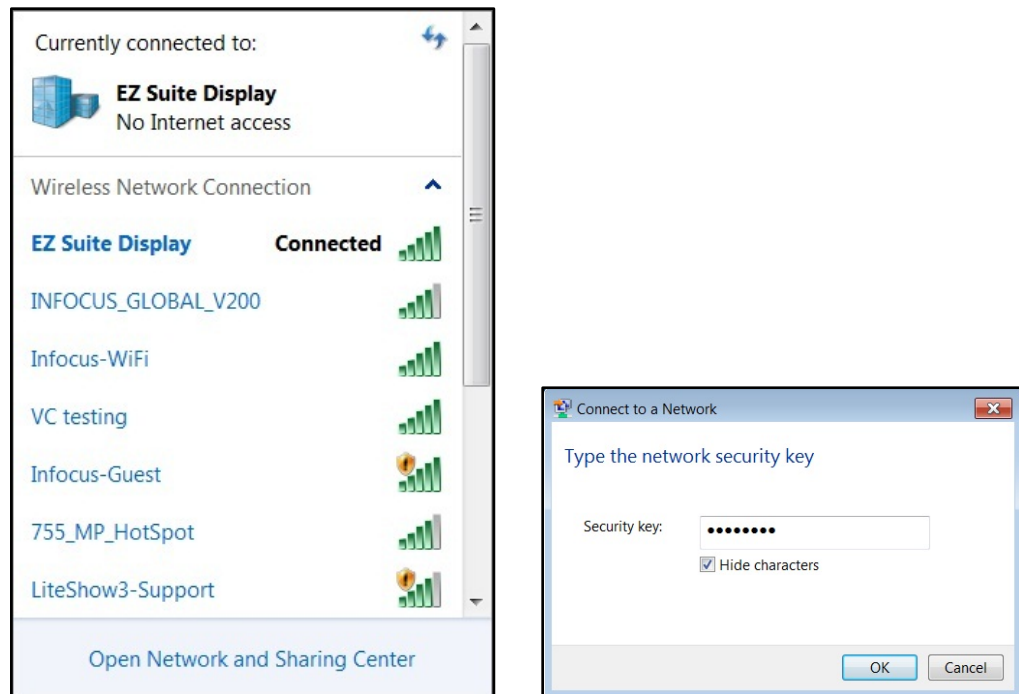 Currently connected to:
EZ Suite Display
No Internet access
Wireless Network Connection
EZ Suite Display Connected
INFOCUS_GLOBAL_V200
Infocus-WiFi
VC testing
Infocus-Guest
755_MP_HotSpot
LiteShow3-Support
Open Network and Sharing Center
Connect to a Network
Type the network security key
Security key: ••••••••
Hide characters
OK Cancel